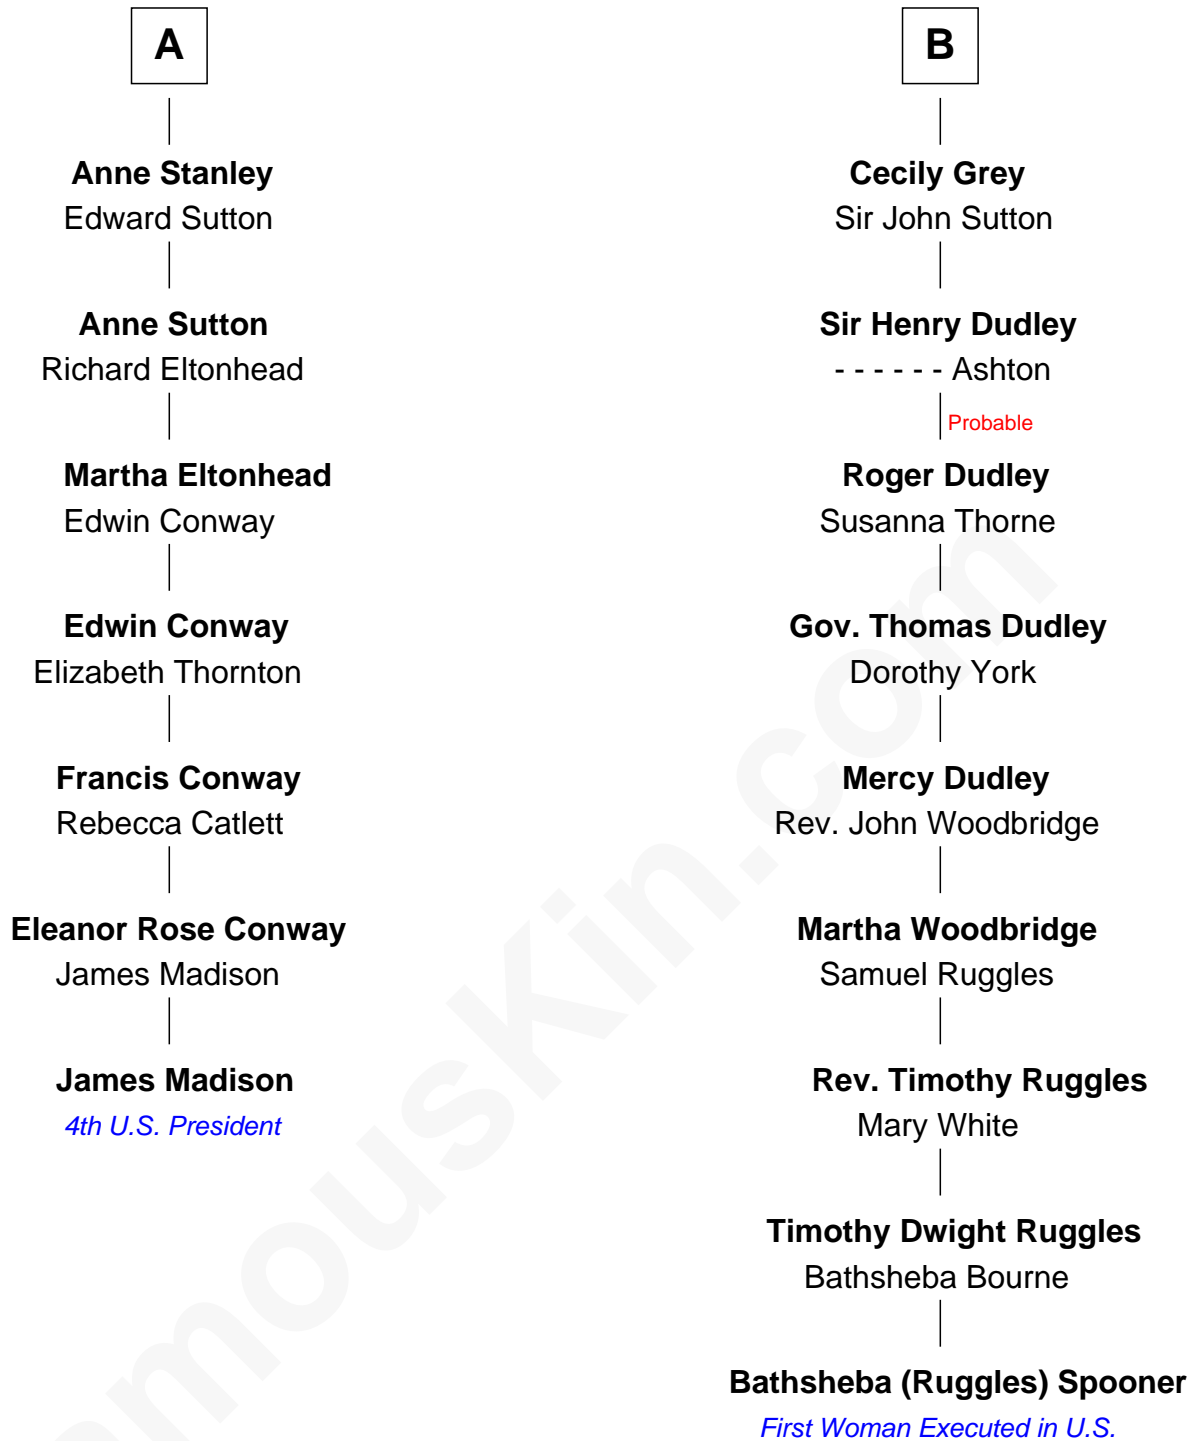 A
Anne Stanley
Edward Sutton
Anne Sutton
Richard Eltonhead
Martha Eltonhead
Edwin Conway
Edwin Conway
Elizabeth Thornton
Francis Conway
Rebecca Catlett
Eleanor Rose Conway
James Madison
James Madison
4th U.S. President
B
Cecily Grey
Sir John Sutton
Sir Henry Dudley
- - - - - - Ashton
Probable
Roger Dudley
Susanna Thorne
Gov. Thomas Dudley
Dorothy York
Mercy Dudley
Rev. John Woodbridge
Martha Woodbridge
Samuel Ruggles
Rev. Timothy Ruggles
Mary White
Timothy Dwight Ruggles
Bathsheba Bourne
Bathsheba (Ruggles) Spooner
First Woman Executed in U.S.
amouskin.com